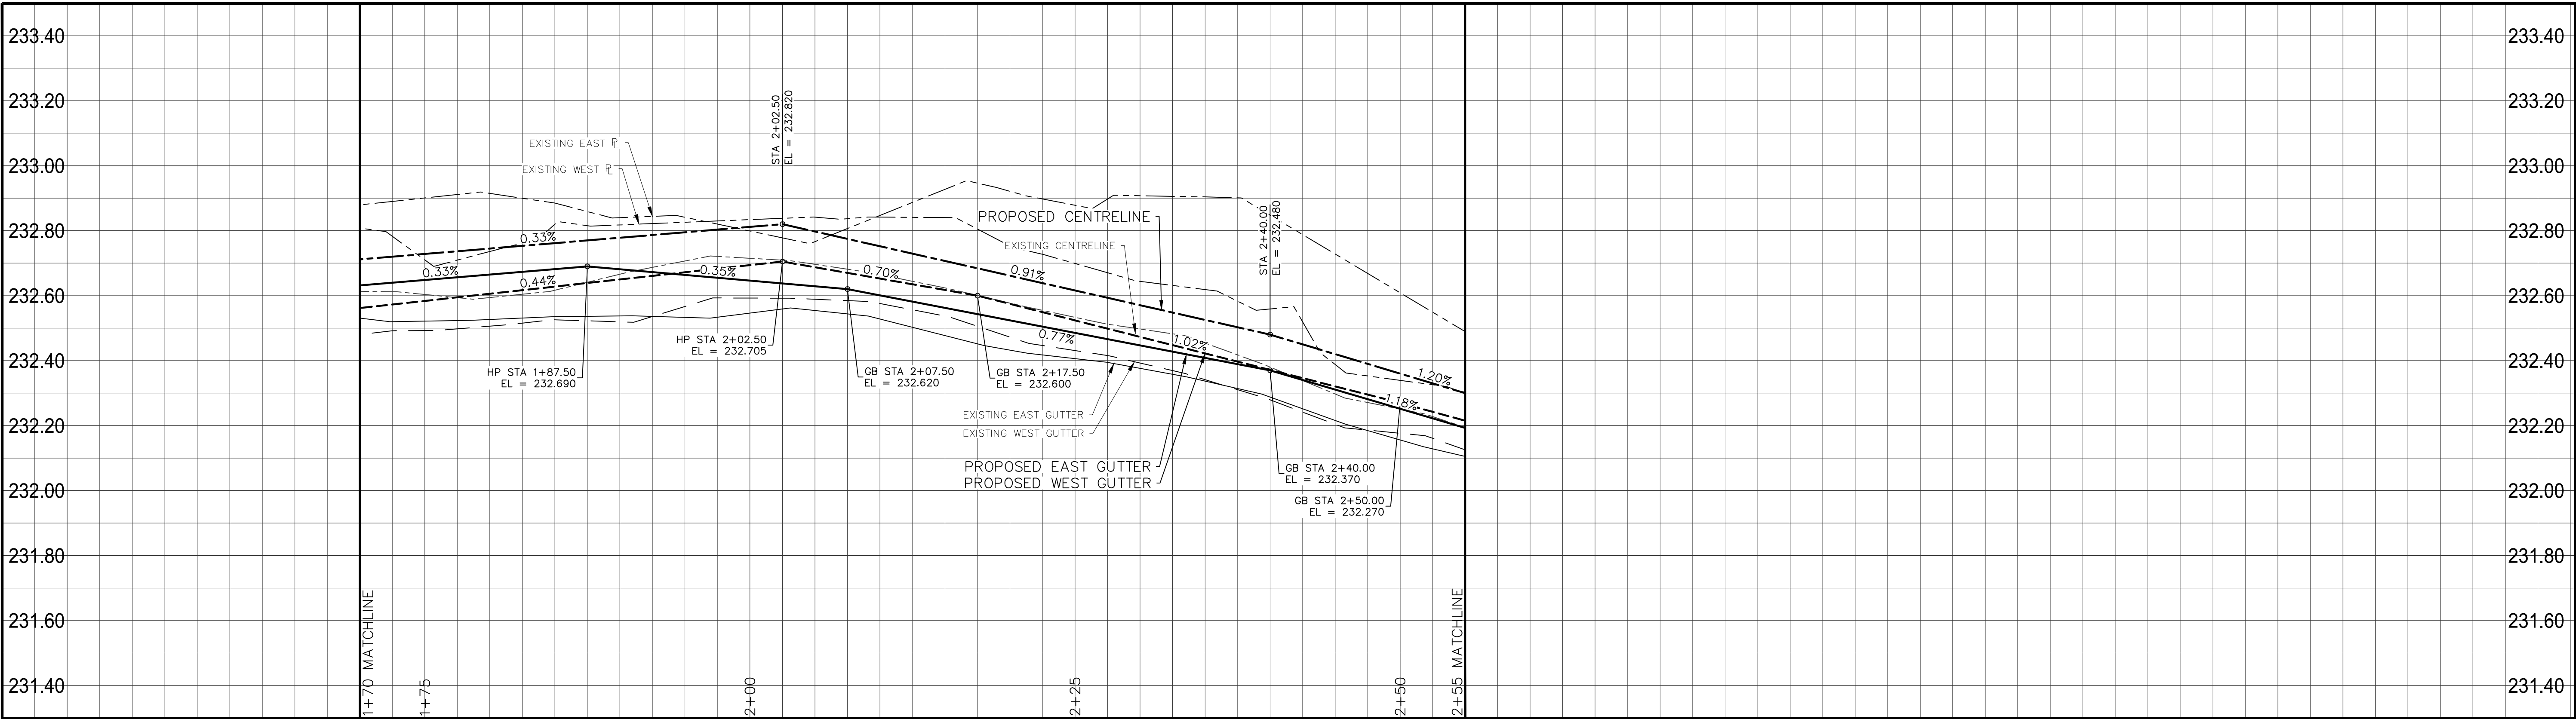 233.40
233.20
233.00
232.80
232.60
232.40
232.20
232.00
231.80
231.60
231.40
1+70 MATCHLINE
1+75
2+00
2+25
2+50
2+55 MATCHLINE
EXISTING EAST ℄
EXISTING WEST ℄
STA 2+02.50
EL = 232.820
PROPOSED CENTRELINE
EXISTING CENTRELINE
STA 2+40.00
EL = 232.480
0.33%
0.33%
0.44%
0.35%
0.70%
0.91%
0.77%
1.02%
1.20%
1.18%
HP STA 2+02.50
EL = 232.705
HP STA 1+87.50
EL = 232.690
GB STA 2+07.50
EL = 232.620
GB STA 2+17.50
EL = 232.600
EXISTING EAST GUTTER
EXISTING WEST GUTTER
PROPOSED EAST GUTTER
PROPOSED WEST GUTTER
GB STA 2+40.00
EL = 232.370
GB STA 2+50.00
EL = 232.270
233.40
233.20
233.00
232.80
232.60
232.40
232.20
232.00
231.80
231.60
231.40